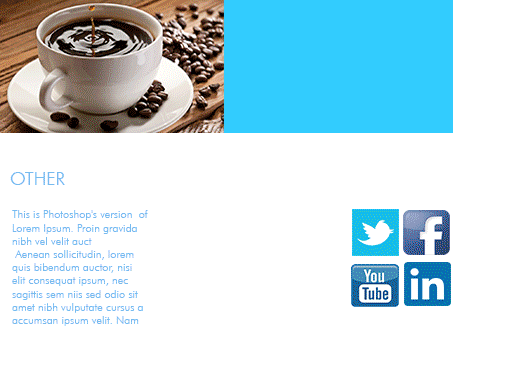 OTHER
This is Photoshop's version of
Lorem Ipsum. Proin gravida
nibh vel velit auct
Aenean sollicitudin, lorem
quis bibendum auctor, nisi
elit consequat ipsum, nec
sagittis sem niis sed odio sit
amet nibh vulputate cursus a
accumsan ipsum velit. Nam
f
You
Tube
in